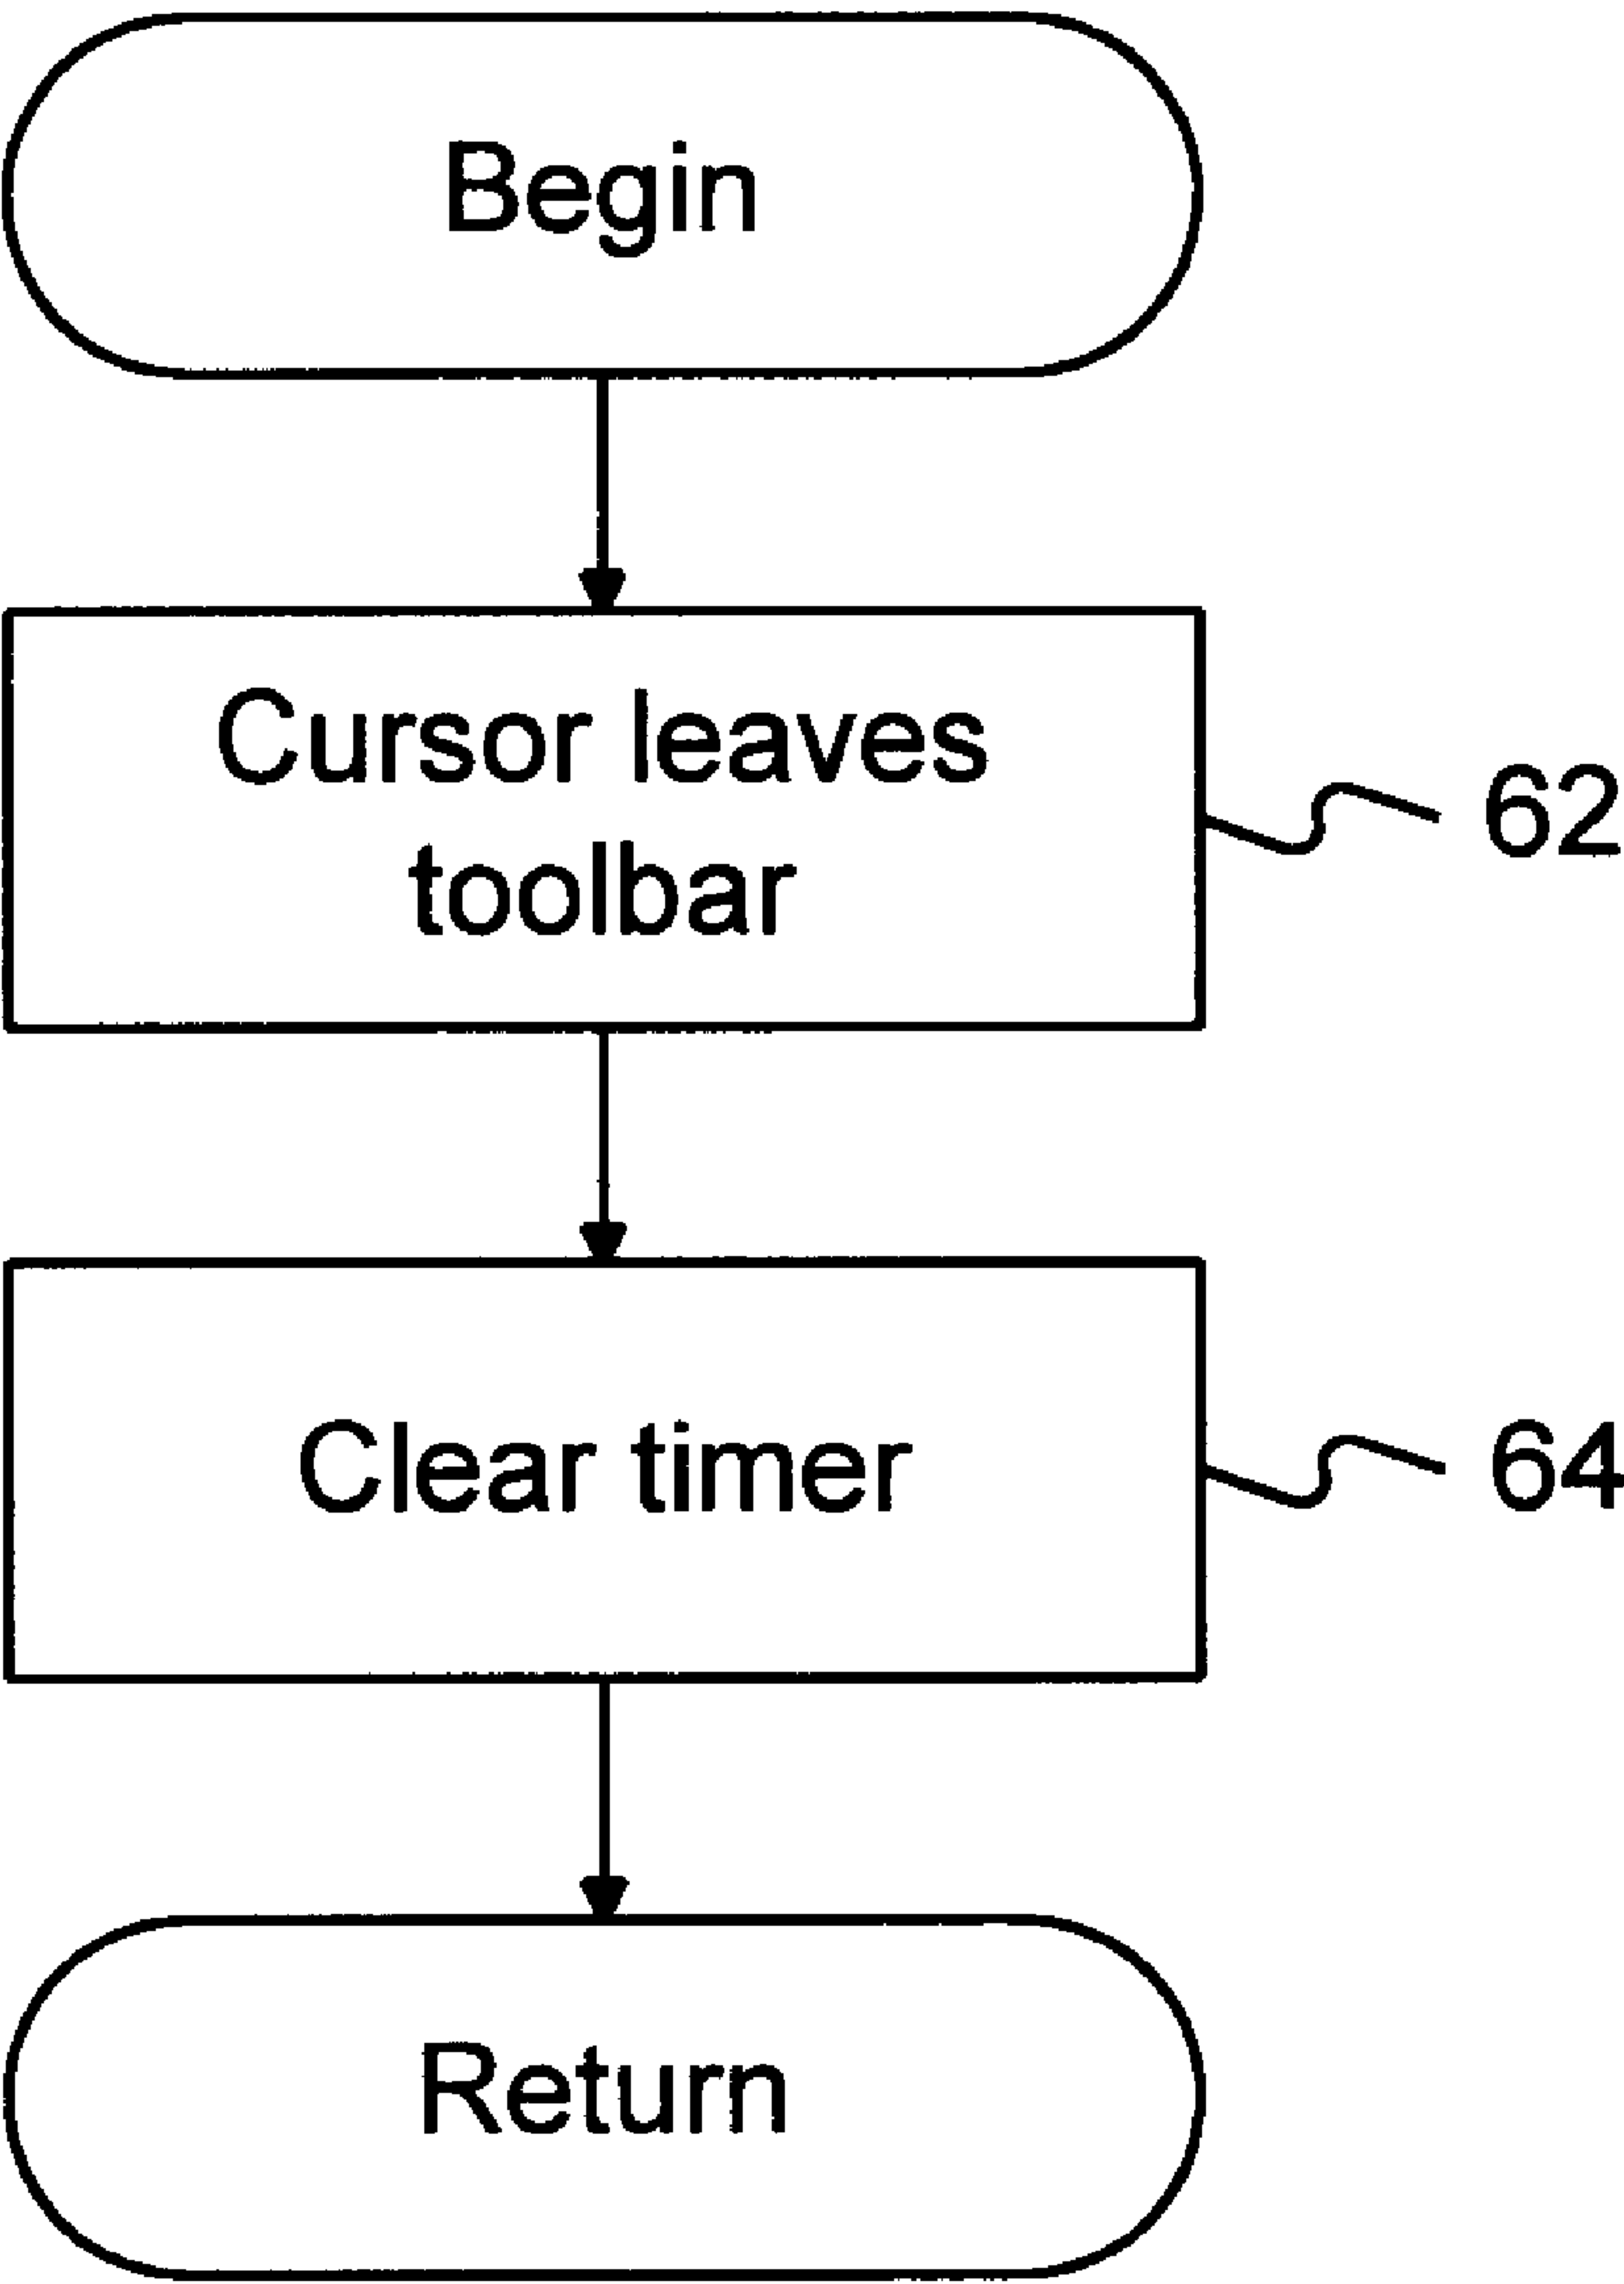 Begin
Cursor leaves
toolbar
62
Clear timer
64
Return